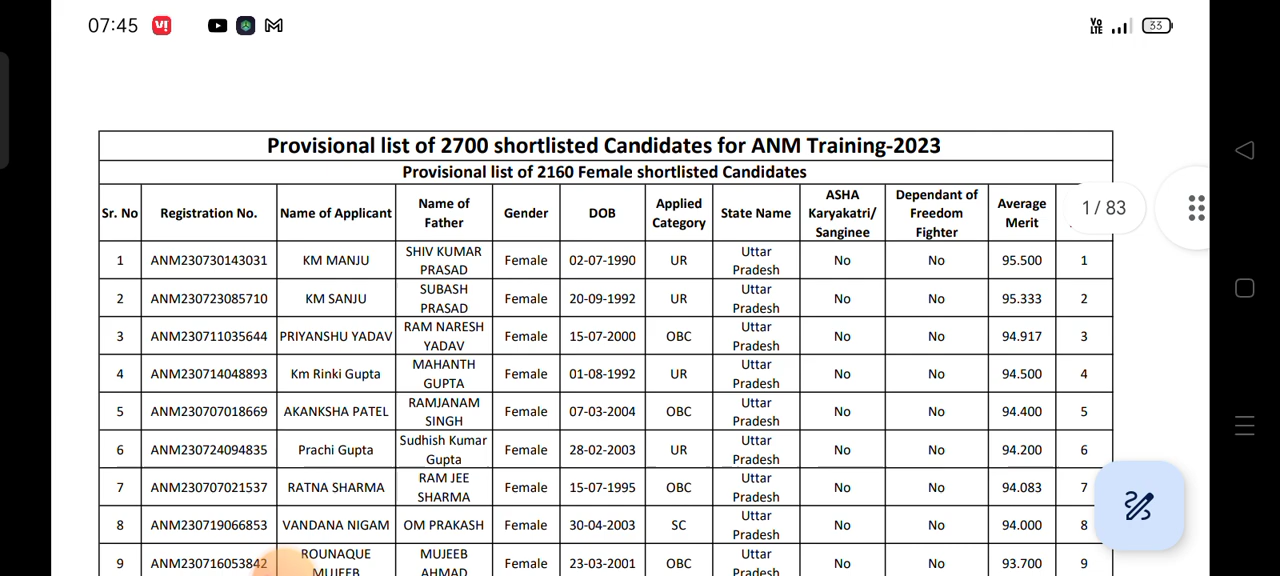 07:45
Vo
LTE
33
Provisional list of 2700 shortlisted Candidates for ANM Training-2023
Provisional list of 2160 Female shortlisted Candidates
Sr. No Registration No. Name of Applicant Name of Father Gender DOB Applied Category State Name ASHA Karyakatri/ Sanginee Dependant of Freedom Fighter Average Merit
1 / 83
1 ANM230730143031 KM MANJU SHIV KUMAR PRASAD Female 02-07-1990 UR Uttar Pradesh No No 95.500 1
2 ANM230723085710 KM SANJU SUBASH PRASAD Female 20-09-1992 UR Uttar Pradesh No No 95.333 2
3 ANM230711035644 PRIYANSHU YADAV RAM NARESH YADAV Female 15-07-2000 OBC Uttar Pradesh No No 94.917 3
4 ANM230714048893 Km Rinki Gupta MAHANTH GUPTA Female 01-08-1992 UR Uttar Pradesh No No 94.500 4
5 ANM230707018669 AKANKSHA PATEL RAMJANAM SINGH Female 07-03-2004 OBC Uttar Pradesh No No 94.400 5
6 ANM230724094835 Prachi Gupta Sudhish Kumar Gupta Female 28-02-2003 UR Uttar Pradesh No No 94.200 6
7 ANM230707021537 RATNA SHARMA RAM JEE SHARMA Female 15-07-1995 OBC Uttar Pradesh No No 94.083 7
8 ANM230719066853 VANDANA NIGAM OM PRAKASH Female 30-04-2003 SC Uttar Pradesh No No 94.000 8
9 ANM230716053842 ROUNAQUE MUJEEB MUJEEB AHMAD Female 23-03-2001 OBC Uttar Pradesh No No 93.700 9